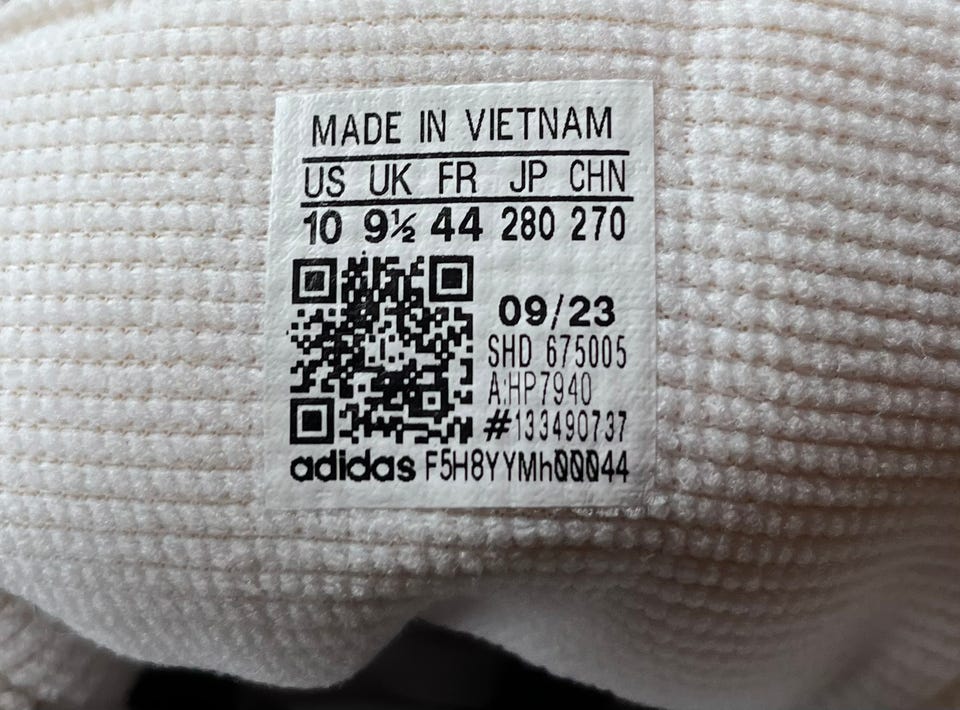 MADE IN VIETNAM
US UK FR JP CHN
10 9½ 44 280 270
09/23
SHD 675005
A:HP7940
#133490737
adidas F5H8YYMh00044